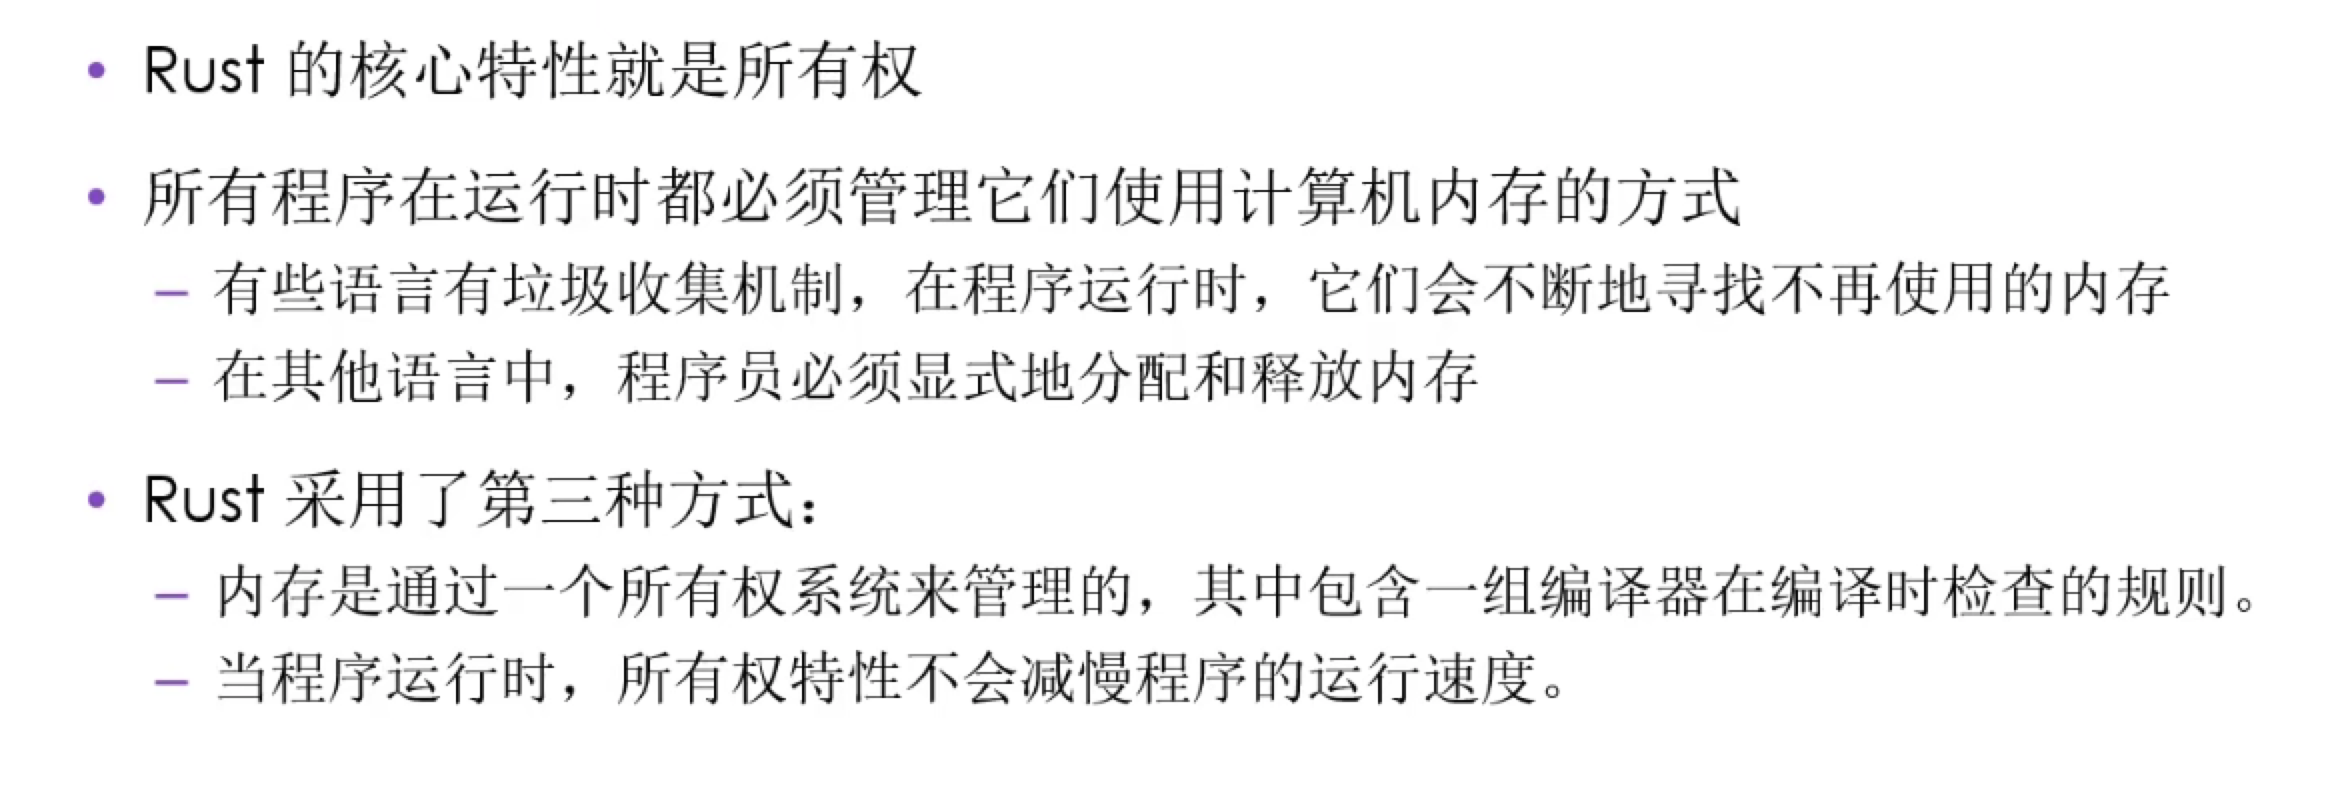 • Rust 的核心特性就是所有权
• 所有程序在运行时都必须管理它们使用计算机内存的方式
– 有些语言有垃圾收集机制，在程序运行时，它们会不断地寻找不再使用的内存
– 在其他语言中，程序员必须显式地分配和释放内存
• Rust 采用了第三种方式：
– 内存是通过一个所有权系统来管理的，其中包含一组编译器在编译时检查的规则。
– 当程序运行时，所有权特性不会减慢程序的运行速度。